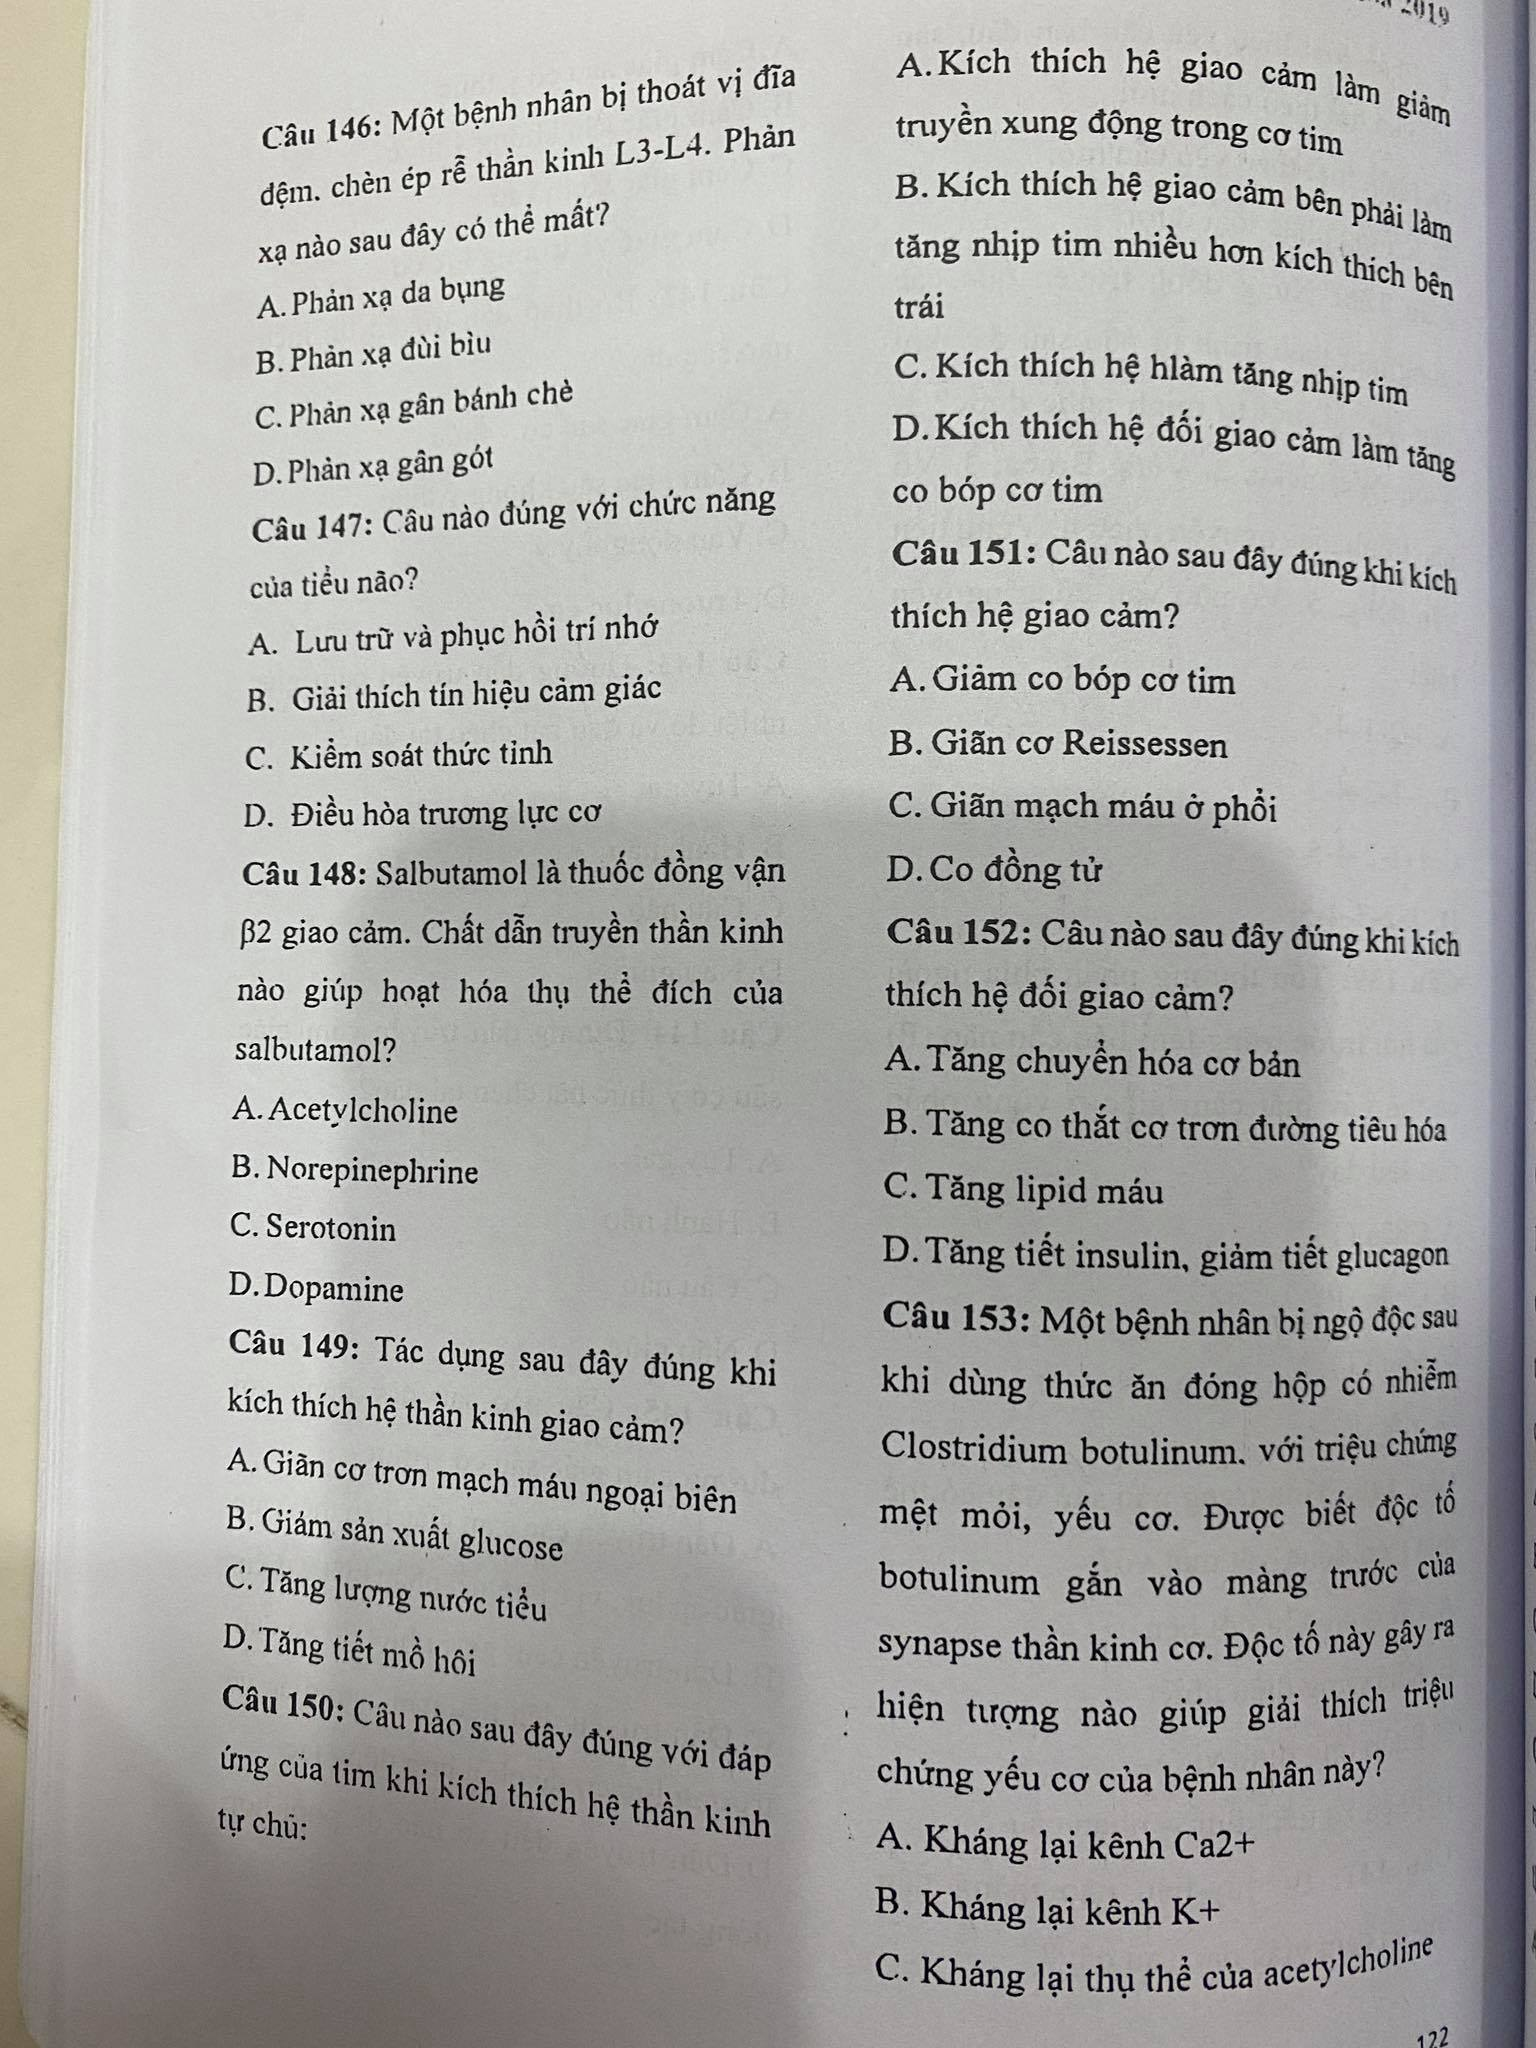 2019
Câu 146: Một bệnh nhân bị thoát vị đĩa
đệm. chèn ép rễ thần kinh L3-L4. Phản
xạ nào sau đây có thể mất?
A. Phản xạ da bụng
B. Phản xạ đùi bìu
C. Phản xạ gân bánh chè
D. Phản xạ gân gót
Câu 147: Câu nào đúng với chức năng
của tiểu não?
A. Lưu trữ và phục hồi trí nhớ
B. Giải thích tín hiệu cảm giác
C. Kiểm soát thức tỉnh
D. Điều hòa trương lực cơ
Câu 148: Salbutamol là thuốc đồng vận
β2 giao cảm. Chất dẫn truyền thần kinh
nào giúp hoạt hóa thụ thể đích của
salbutamol?
A. Acetylcholine
B. Norepinephrine
C. Serotonin
D. Dopamine
Câu 149: Tác dụng sau đây đúng khi
kích thích hệ thần kinh giao cảm?
A. Giãn cơ trơn mạch máu ngoại biên
B. Giảm sản xuất glucose
C. Tăng lượng nước tiểu
D. Tăng tiết mồ hôi
Câu 150: Câu nào sau đây đúng với đáp
ứng của tim khi kích thích hệ thần kinh
tự chủ:
A. Kích thích hệ giao cảm làm giảm
truyền xung động trong cơ tim
B. Kích thích hệ giao cảm bên phải làm
tăng nhịp tim nhiều hơn kích thích bên
trái
C. Kích thích hệ hlàm tăng nhịp tim
D. Kích thích hệ đối giao cảm làm tăng
co bóp cơ tim
Câu 151: Câu nào sau đây đúng khi kích
thích hệ giao cảm?
A. Giảm co bóp cơ tim
B. Giãn cơ Reissessen
C. Giãn mạch máu ở phổi
D. Co đồng tử
Câu 152: Câu nào sau đây đúng khi kích
thích hệ đối giao cảm?
A. Tăng chuyển hóa cơ bản
B. Tăng co thắt cơ trơn đường tiêu hóa
C. Tăng lipid máu
D. Tăng tiết insulin, giảm tiết glucagon
Câu 153: Một bệnh nhân bị ngộ độc sau
khi dùng thức ăn đóng hộp có nhiễm
Clostridium botulinum. với triệu chứng
mệt mỏi, yếu cơ. Được biết độc tố
botulinum gắn vào màng trước của
synapse thần kinh cơ. Độc tố này gây ra
hiện tượng nào giúp giải thích triệu
chứng yếu cơ của bệnh nhân này?
A. Kháng lại kênh Ca2+
B. Kháng lại kênh K+
C. Kháng lại thụ thể của acetylcholine
122